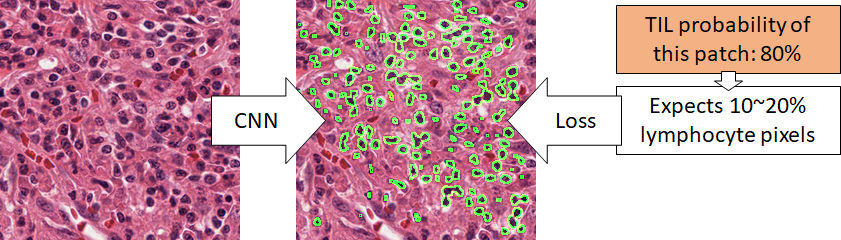 CNN
Loss
TIL probability of
this patch: 80%
Expects 10~20%
lymphocyte pixels